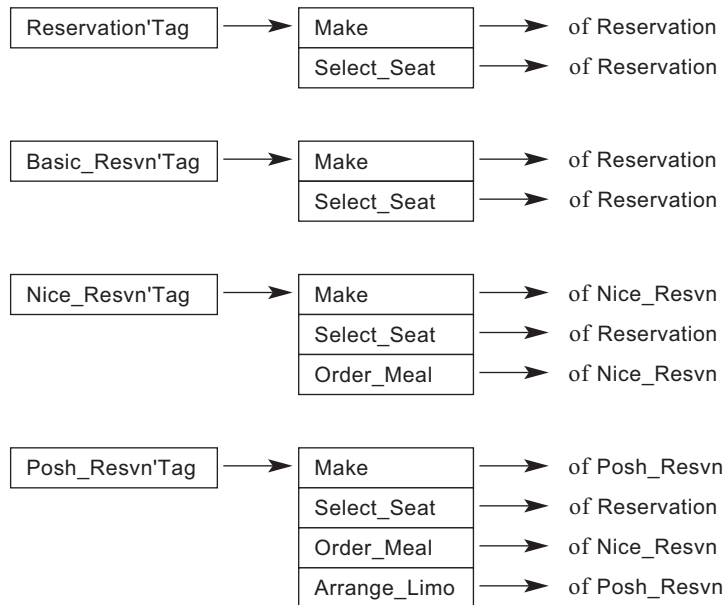 Reservation'Tag Make of Reservation
Select_Seat of Reservation
Basic_Resvn'Tag Make of Reservation
Select_Seat of Reservation
Nice_Resvn'Tag Make of Nice_Resvn
Select_Seat of Reservation
Order_Meal of Nice_Resvn
Posh_Resvn'Tag Make of Posh_Resvn
Select_Seat of Reservation
Order_Meal of Nice_Resvn
Arrange_Limo of Posh_Resvn